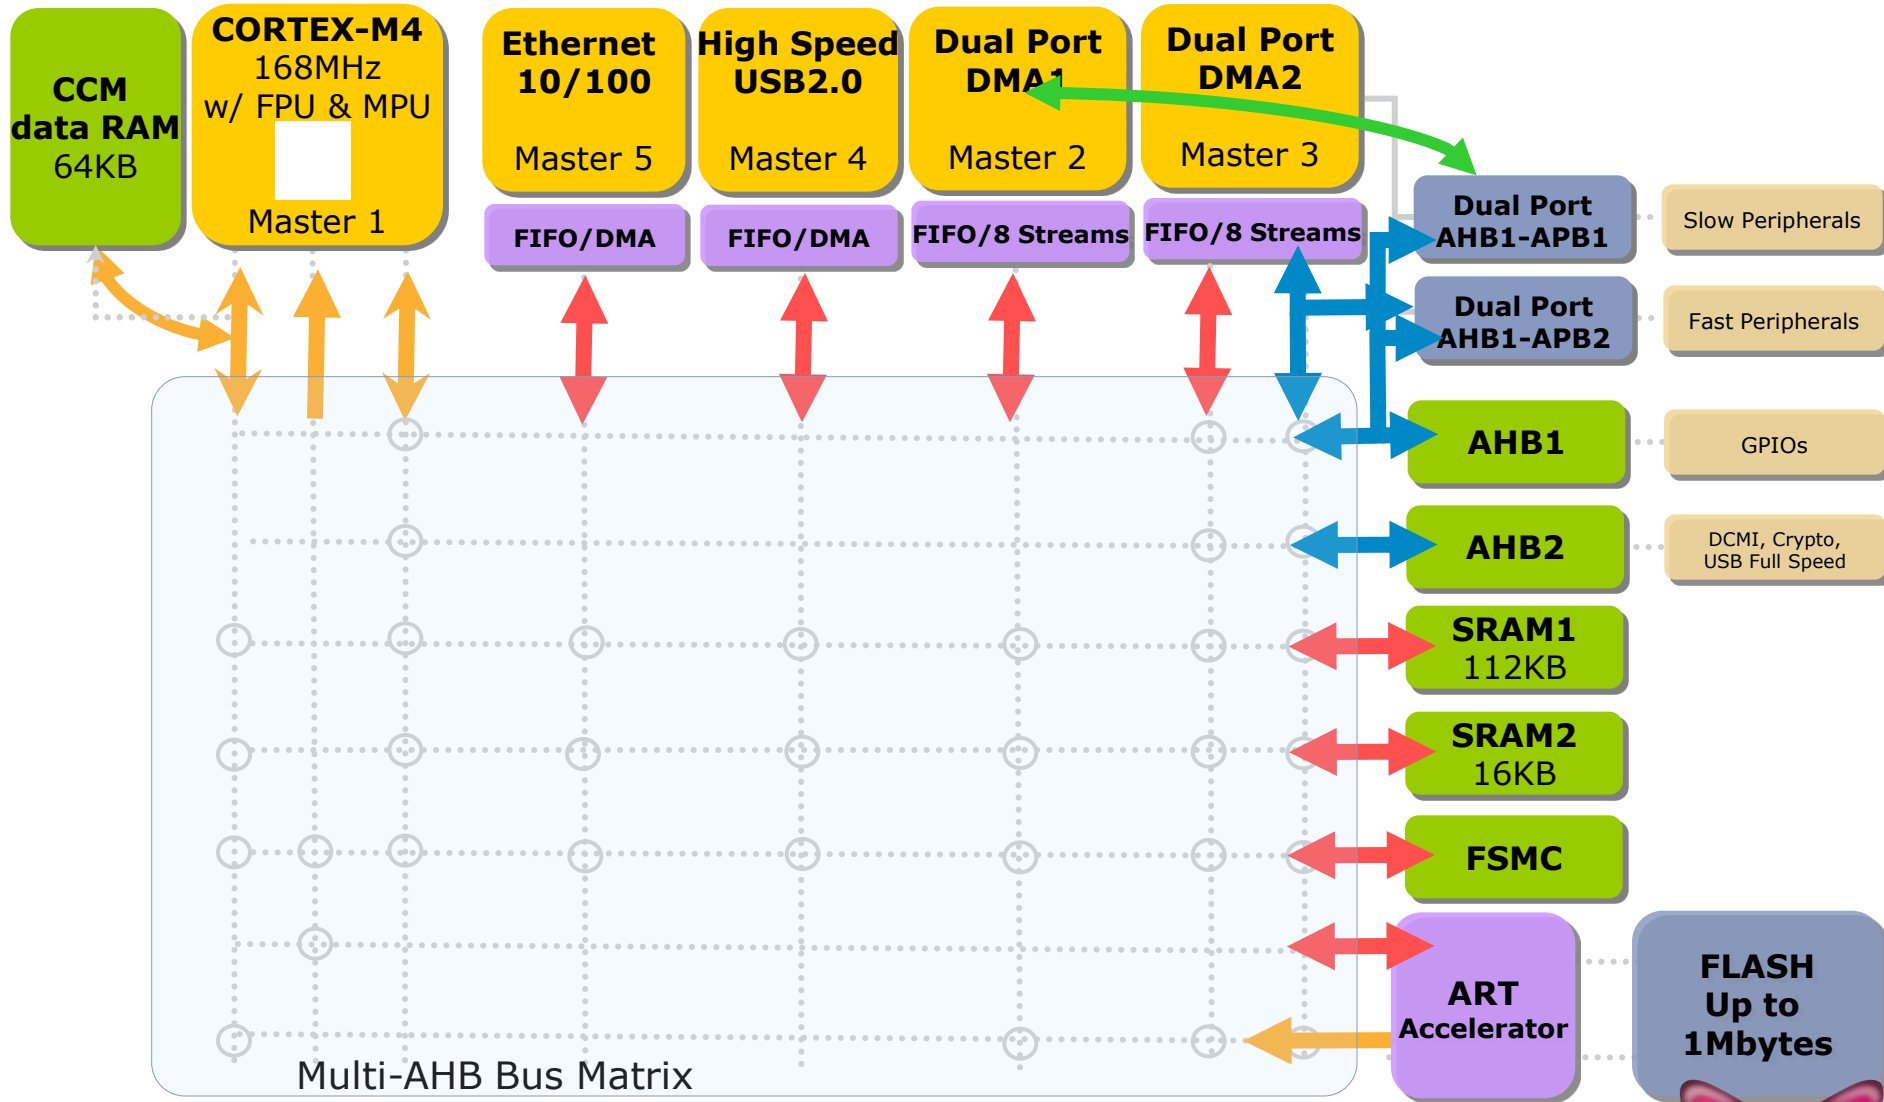 CCM
data RAM
64KB
CORTEX-M4
168MHz
w/ FPU & MPU
Master 1
Ethernet
10/100
Master 5
High Speed
USB2.0
Master 4
Dual Port
DMA1
Master 2
Dual Port
DMA2
Master 3
FIFO/DMA
FIFO/DMA
FIFO/8 Streams
FIFO/8 Streams
Dual Port
AHB1-APB1
Slow Peripherals
Dual Port
AHB1-APB2
Fast Peripherals
AHB1
GPIOs
AHB2
DCMI, Crypto,
USB Full Speed
SRAM1
112KB
SRAM2
16KB
FSMC
ART
Accelerator
FLASH
Up to
1Mbytes
Multi-AHB Bus Matrix